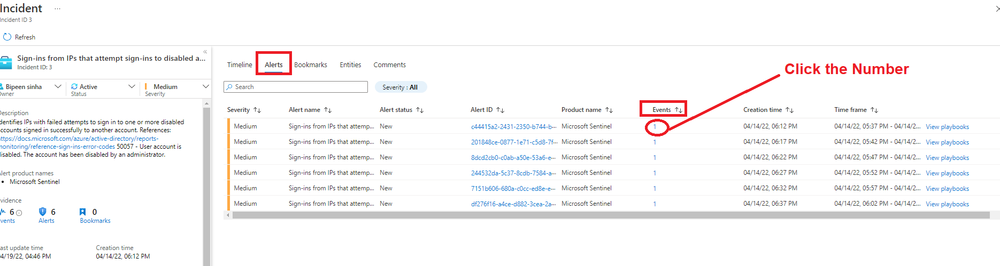 Incident ...
Incident ID 3
Refresh
Sign-ins from IPs that attempt sign-ins to disabled a...
Incident ID: 3
Bipeen sinha
Owner
Active
Status
Medium
Severity
Description
identifies IPs with failed attempts to sign in to one or more disabled
accounts signed in successfully to another account. References:
https://docs.microsoft.com/azure/active-directory/reports-
monitoring/reference-sign-ins-error-codes 50057 - User account is
disabled. The account has been disabled by an administrator.
Alert product names
• Microsoft Sentinel
Evidence
6
Events
6
Alerts
0
Bookmarks
Last update time
04/19/22, 04:46 PM
Creation time
04/14/22, 06:12 PM
Timeline Alerts Bookmarks Entities Comments
Click the Number
Search
Severity : All
Severity Alert name Alert status Alert ID Product name Events Creation time Time frame
Medium Sign-ins from IPs that attemp... New c44415a2-2431-2350-b744-b... Microsoft Sentinel 1 04/14/22, 06:12 PM 04/14/22, 05:37 PM - 04/14/2... View playbooks
Medium Sign-ins from IPs that attemp... New 201848ce-0877-1e71-c5d8-7f... Microsoft Sentinel 1 04/14/22, 06:17 PM 04/14/22, 05:42 PM - 04/14/2... View playbooks
Medium Sign-ins from IPs that attemp... New 8dcd2cb0-c0ab-a50e-53a6-e... Microsoft Sentinel 1 04/14/22, 06:22 PM 04/14/22, 05:47 PM - 04/14/2... View playbooks
Medium Sign-ins from IPs that attemp... New 244532da-5c37-8cdb-7584-a... Microsoft Sentinel 1 04/14/22, 06:27 PM 04/14/22, 05:52 PM - 04/14/2... View playbooks
Medium Sign-ins from IPs that attemp... New 7151b606-680a-c0cc-ed8e-e... Microsoft Sentinel 1 04/14/22, 06:32 PM 04/14/22, 05:57 PM - 04/14/2... View playbooks
Medium Sign-ins from IPs that attemp... New df276f16-a4ce-d882-3cea-2a... Microsoft Sentinel 1 04/14/22, 06:37 PM 04/14/22, 06:02 PM - 04/14/2... View playbooks